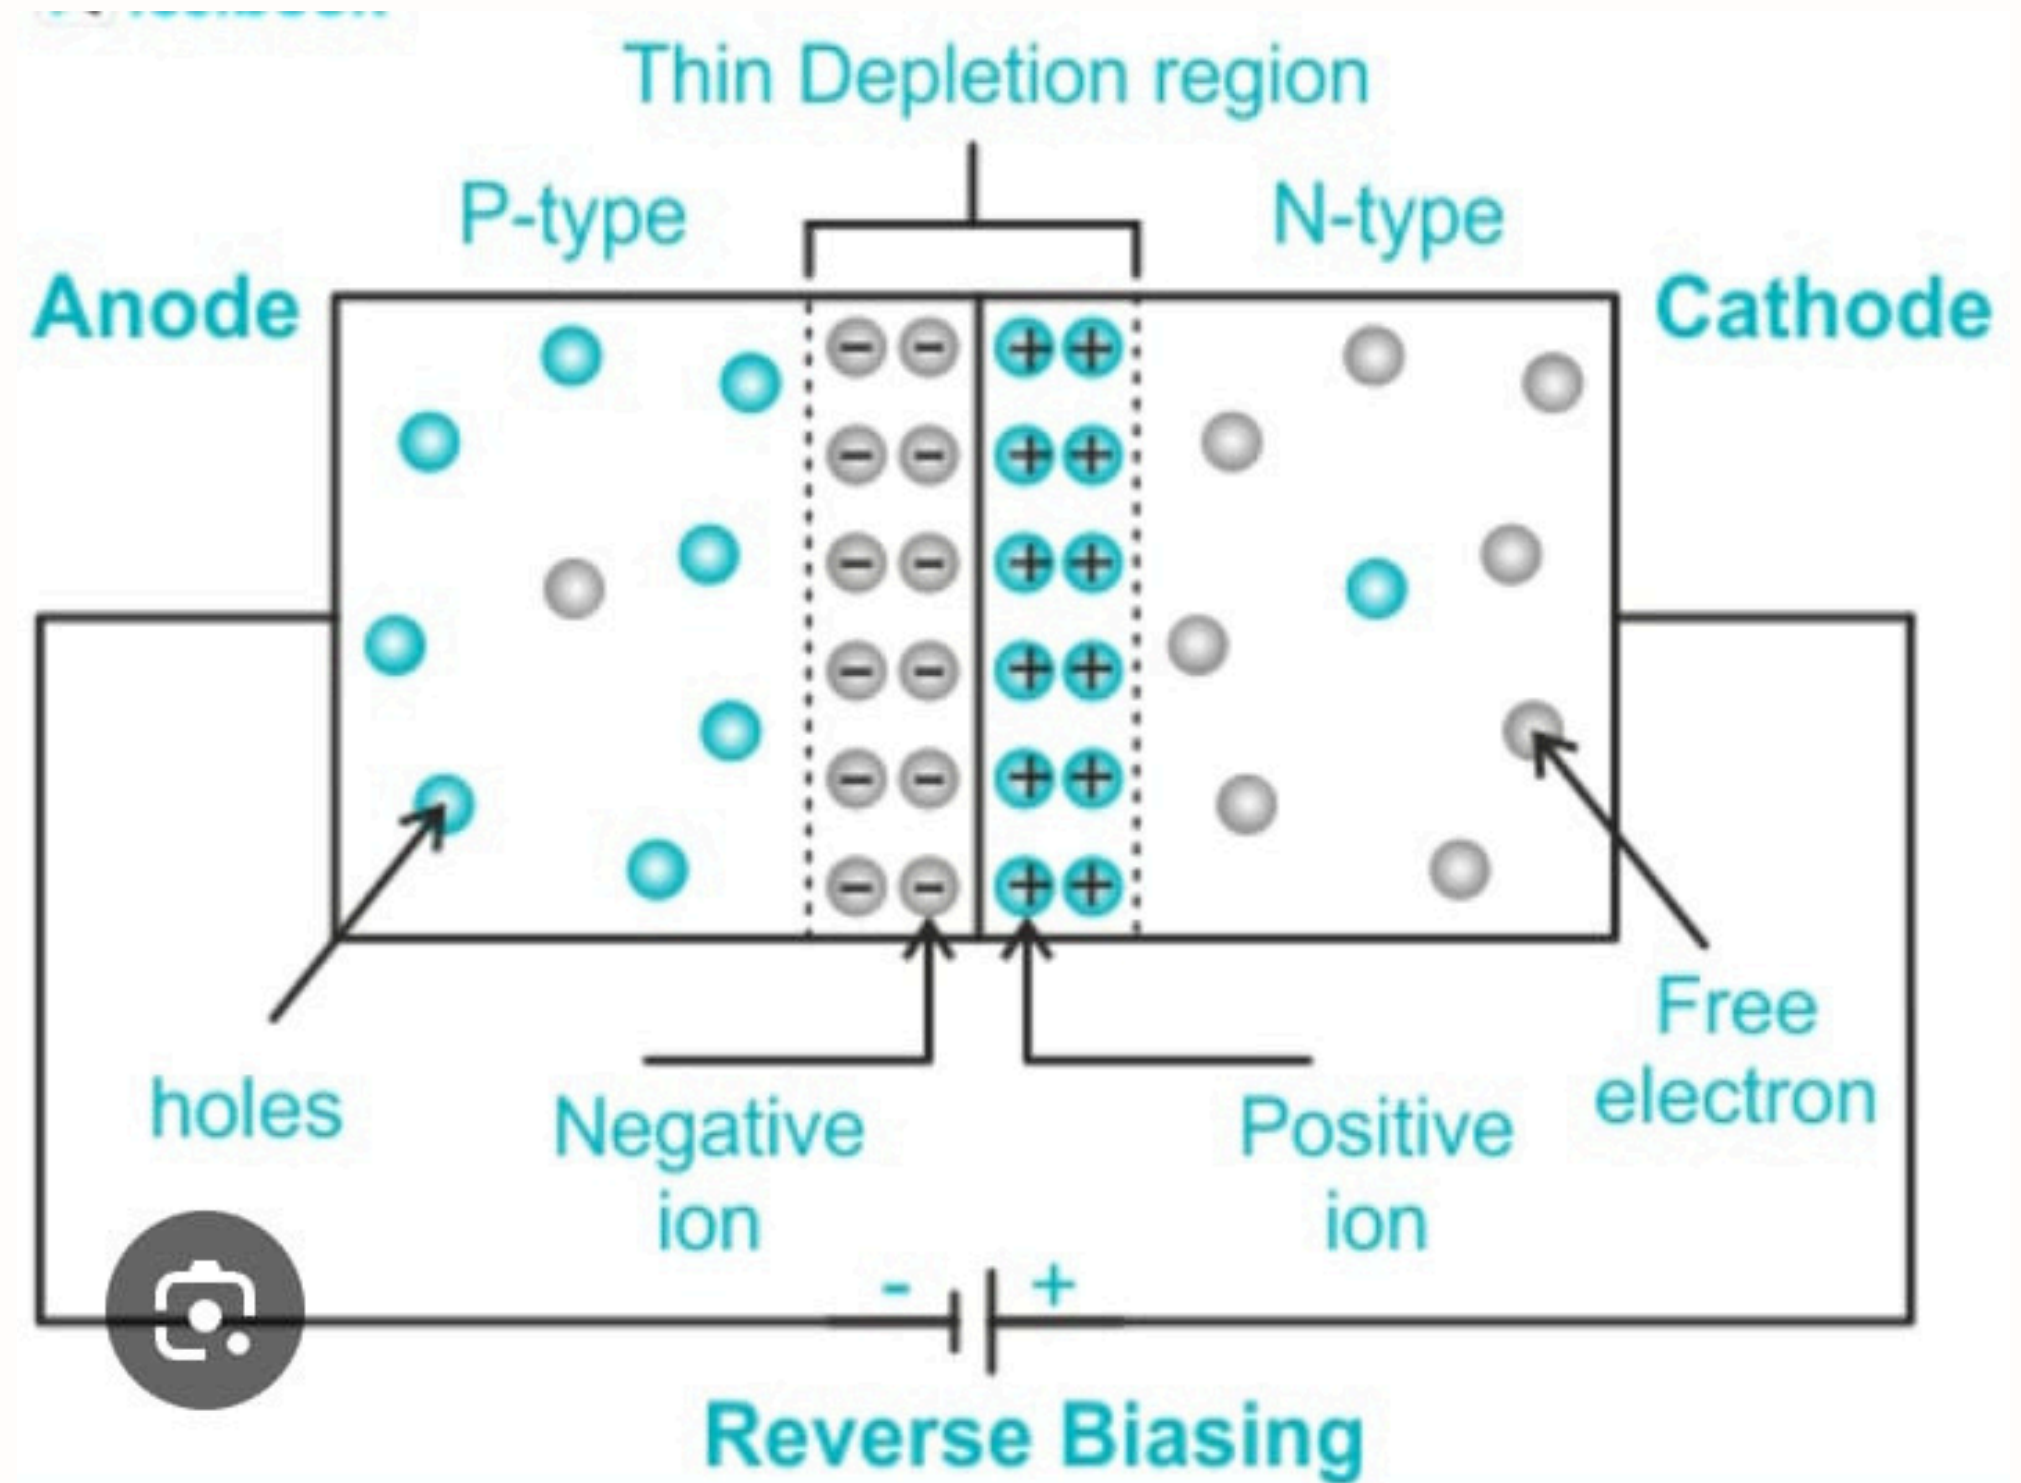 Thin Depletion region
P-type
N-type
Anode
Cathode
holes
Negative
ion
Positive
ion
Free
electron
- +
Reverse Biasing